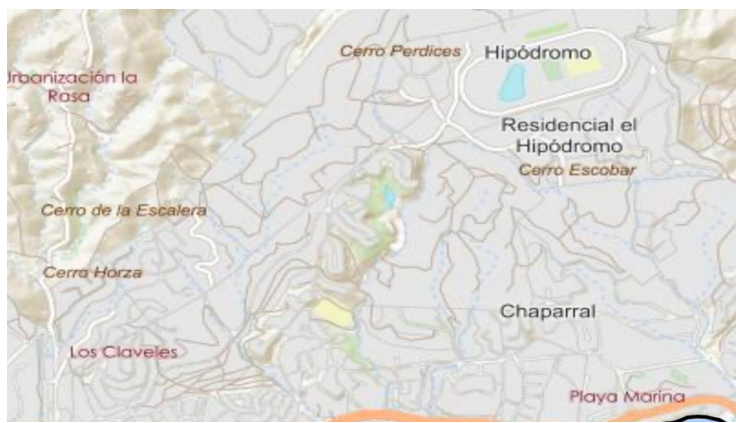 Cerro Perdices
Hipódromo
Urbanización la
Rasa
Residencial el
Hipódromo
Cerro Escobar
Cerro de la Escalera
Cerro Horza
Chaparral
Los Claveles
Playa Marina